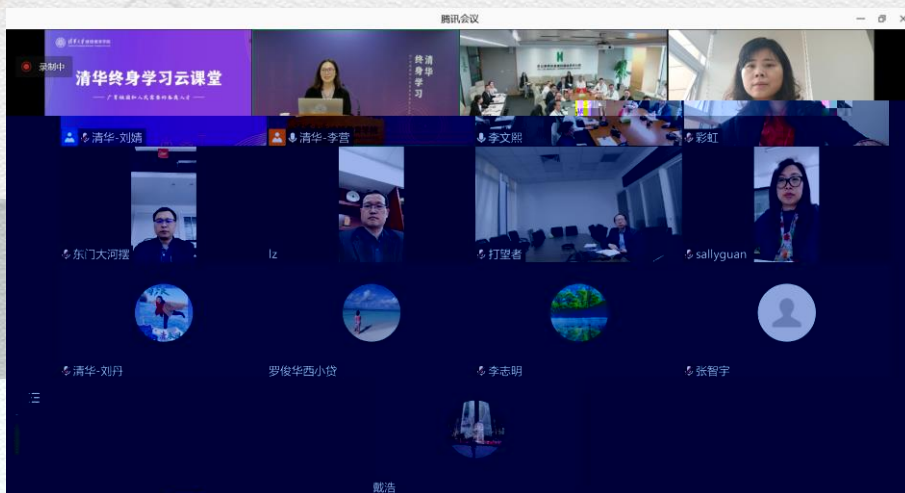 腾讯会议
录制中
清华终身学习云课堂
清华
终身学习
清华-刘婧
清华-李营
李文熙
彩虹
东门大河摆
lz
打望者
sallyguan
清华-刘丹
罗俊华西小贷
李志明
张智宇
戴浩